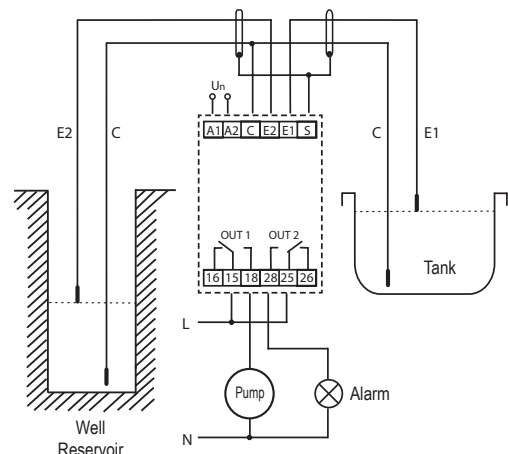 Un
A1 A2 C E2 E1 S
E2 C C E1
OUT 1 OUT 2
16 15 18 28 25 26
Tank
L
Pump
Alarm
N
Well
Reservoir